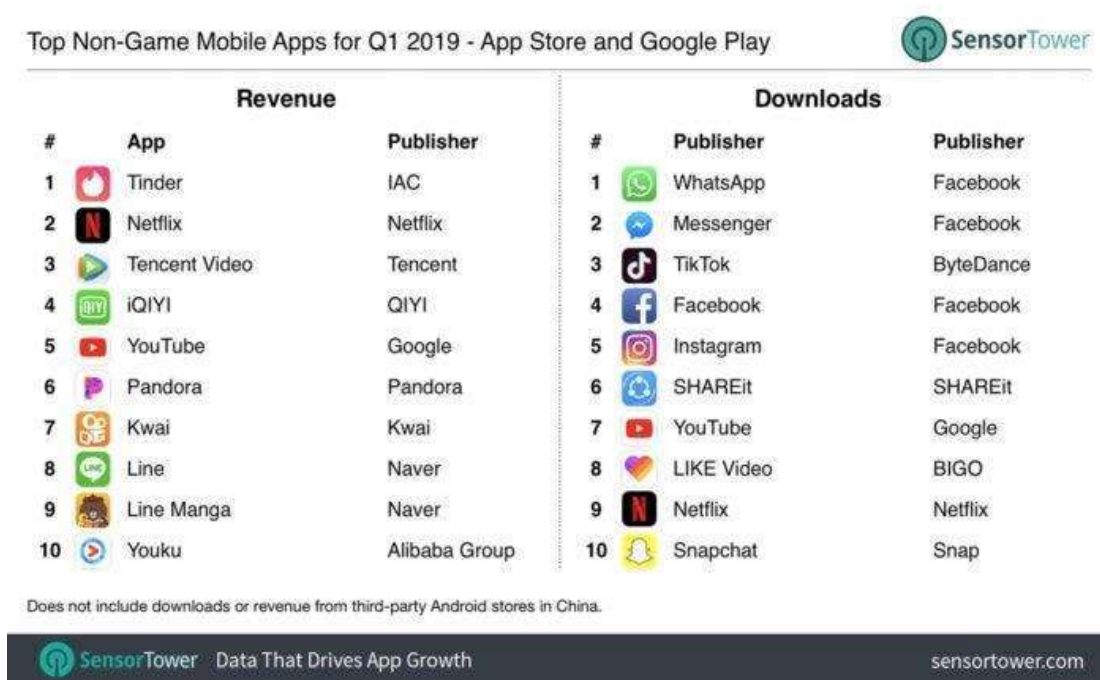 Top Non-Game Mobile Apps for Q1 2019 - App Store and Google Play
SensorTower
Revenue
# App Publisher
1 Tinder IAC
2 Netflix Netflix
3 Tencent Video Tencent
4 iQIYI QIYI
5 YouTube Google
6 Pandora Pandora
7 Kwai Kwai
8 Line Naver
9 Line Manga Naver
10 Youku Alibaba Group
Downloads
# Publisher Publisher
1 WhatsApp Facebook
2 Messenger Facebook
3 TikTok ByteDance
4 Facebook Facebook
5 Instagram Facebook
6 SHAREit SHAREit
7 YouTube Google
8 LIKE Video BIGO
9 Netflix Netflix
10 Snapchat Snap
Does not include downloads or revenue from third-party Android stores in China.
SensorTower Data That Drives App Growth
sensortower.com